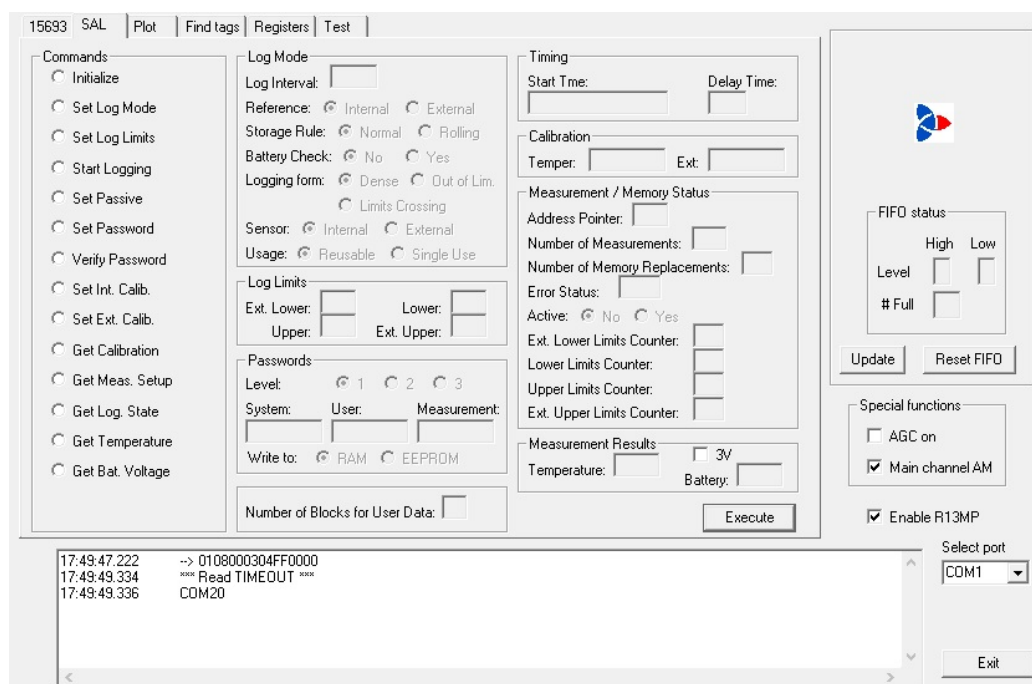 15693 SAL Plot Find tags Registers Test
Commands
Initialize
Set Log Mode
Set Log Limits
Start Logging
Set Passive
Set Password
Verify Password
Set Int. Calib.
Set Ext. Calib.
Get Calibration
Get Meas. Setup
Get Log. State
Get Temperature
Get Bat. Voltage
Log Mode
Log Interval:
Reference: Internal External
Storage Rule: Normal Rolling
Battery Check: No Yes
Logging form: Dense Out of Lim.
Limits Crossing
Sensor: Internal External
Usage: Reusable Single Use
Log Limits
Ext. Lower: Lower:
Upper: Ext. Upper:
Passwords
Level: 1 2 3
System: User: Measurement:
Write to: RAM EEPROM
Number of Blocks for User Data:
Timing
Start Tme: Delay Time:
Calibration
Temper: Ext:
Measurement / Memory Status
Address Pointer:
Number of Measurements:
Number of Memory Replacements:
Error Status:
Active: No Yes
Ext. Lower Limits Counter:
Lower Limits Counter:
Upper Limits Counter:
Ext. Upper Limits Counter:
Measurement Results
3V
Temperature: Battery:
Execute
FIFO status
High Low
Level
# Full
Update Reset FIFO
Special functions
AGC on
Main channel AM
Enable R13MP
Select port
COM1
Exit
17:49:47.222 --> 0108000304FF0000
17:49:49.334 *** Read TIMEOUT ***
17:49:49.336 COM20